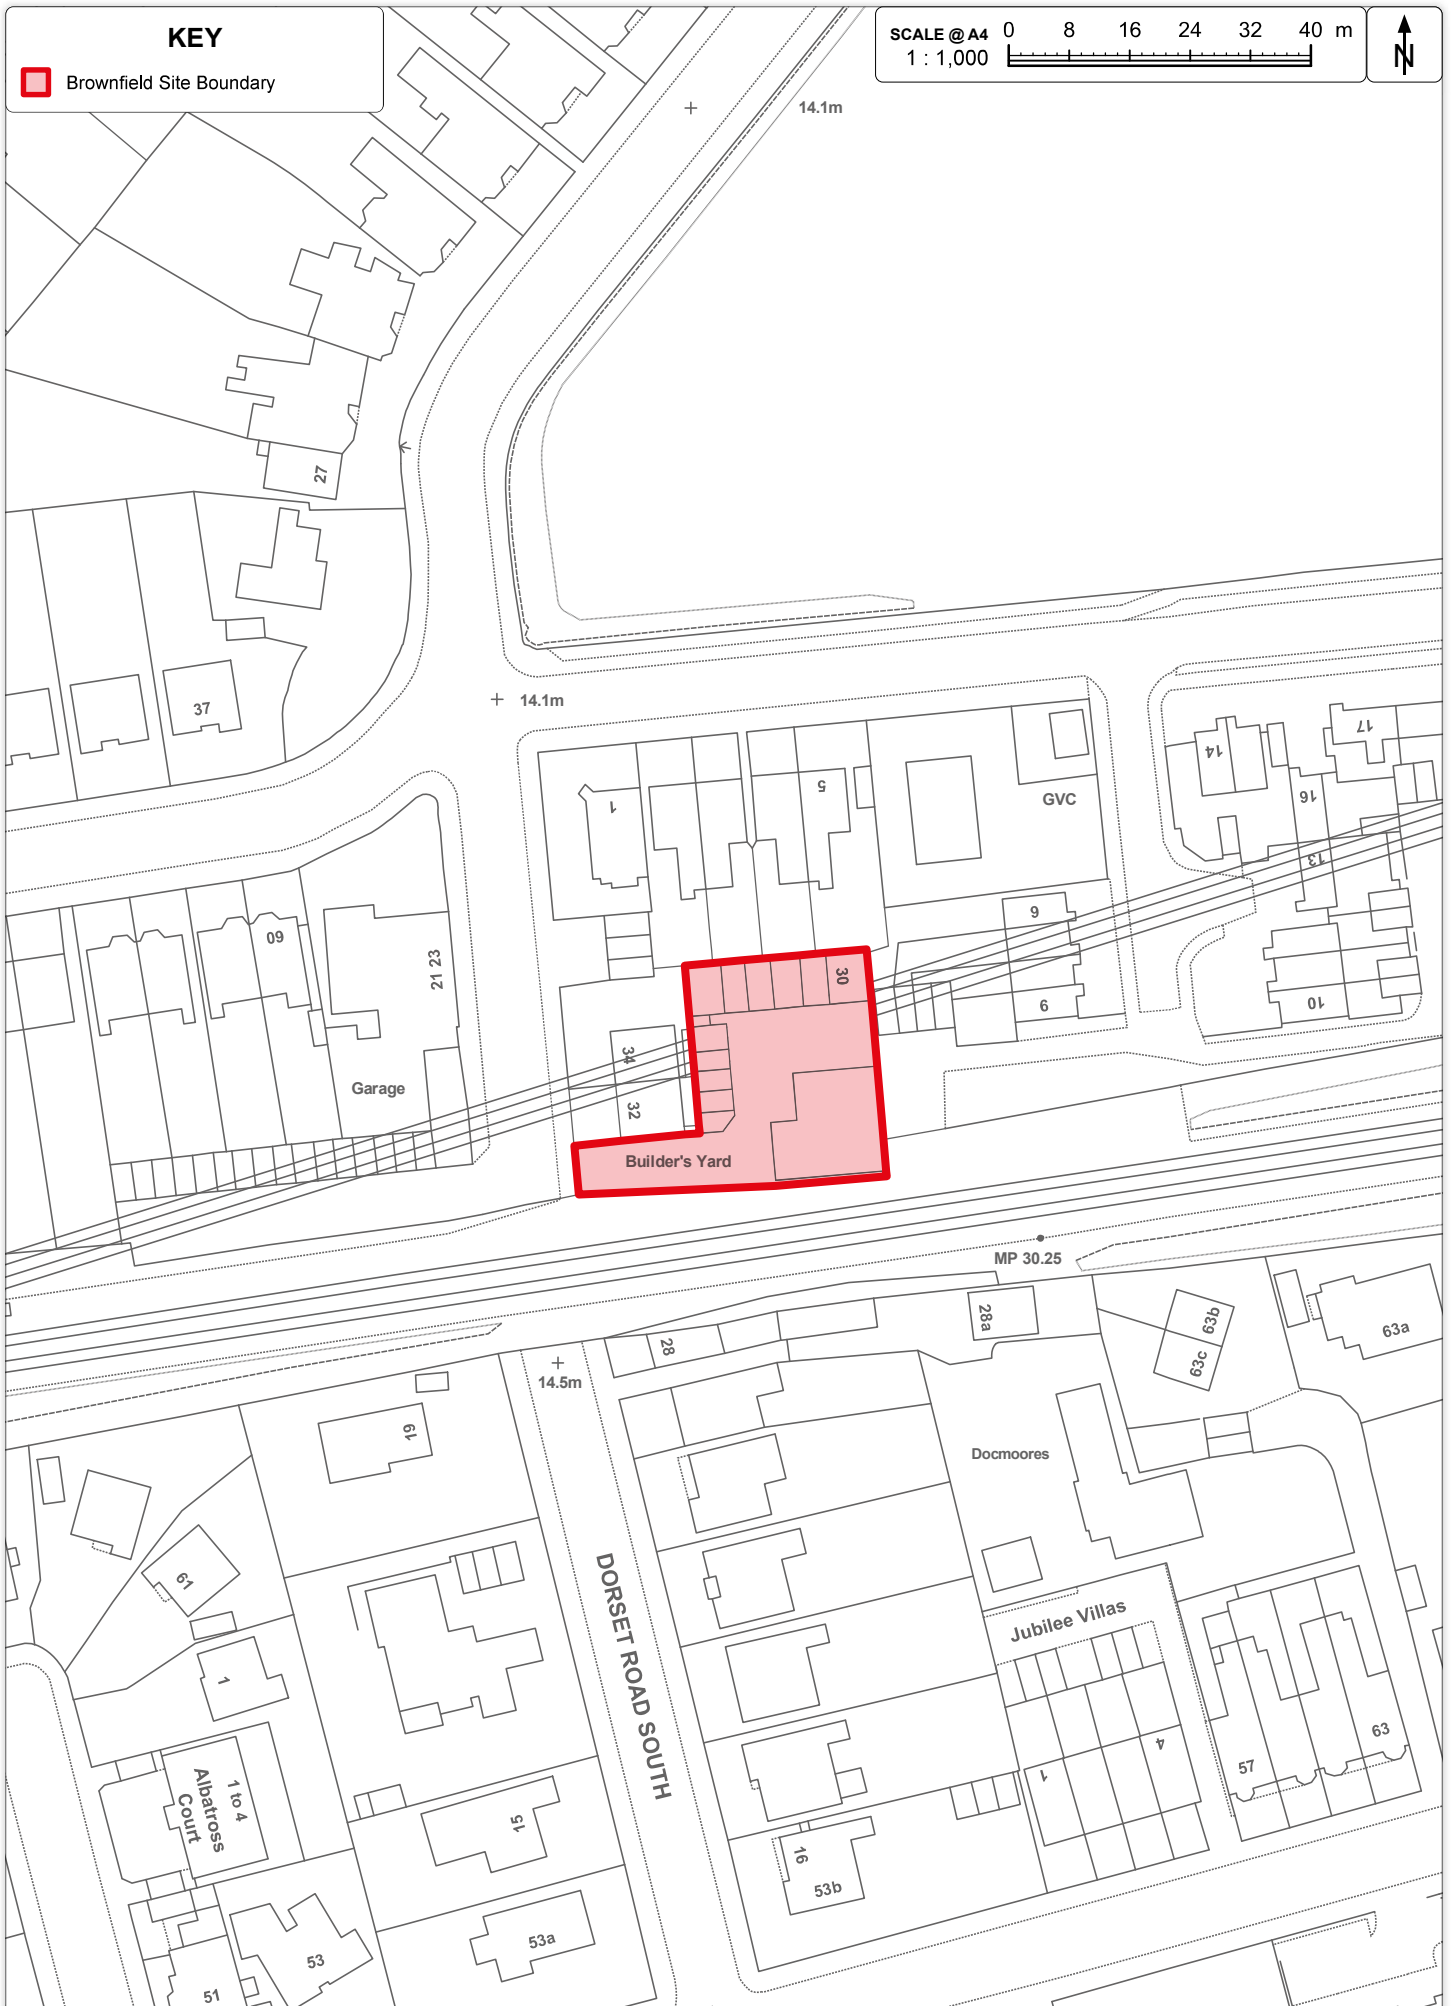 KEY
Brownfield Site Boundary
SCALE @ A4
1 : 1,000
0 8 16 24 32 40 m
N
14.1m
27
14.1m
37
17
14
16
13
5
1
GVC
60
21 23
6
30
9
10
34
32
Garage
Builder's Yard
MP 30.25
28a
63b
63c
63a
28
14.5m
19
Docmoores
61
DORSET ROAD SOUTH
Jubilee Villas
1
4
1
63
57
1 to 4
Albatross
Court
15
16
53b
53a
53
51